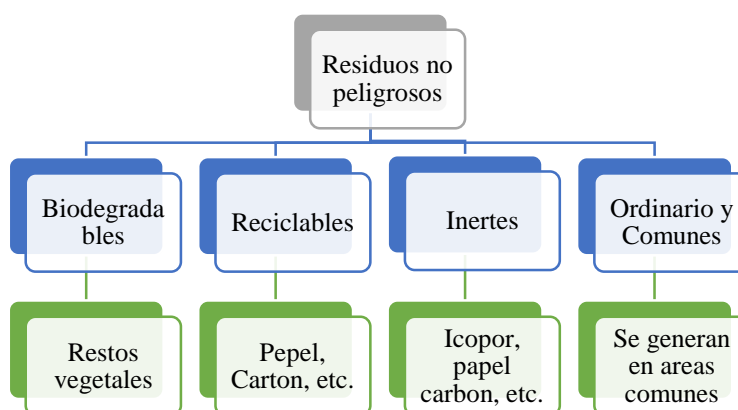 Residuos no
peligrosos
Biodegrada
bles
Reciclables
Inertes
Ordinario y
Comunes
Restos
vegetales
Pepel,
Carton, etc.
Icopor,
papel
carbon, etc.
Se generan
en areas
comunes